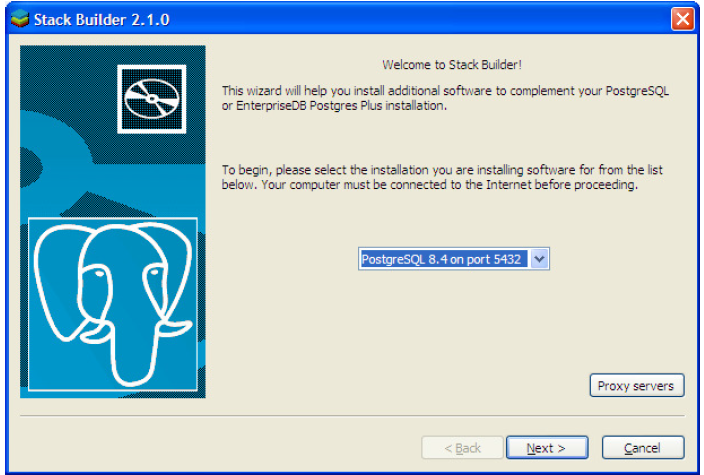 Stack Builder 2.1.0
Welcome to Stack Builder!
This wizard will help you install additional software to complement your PostgreSQL
or EnterpriseDB Postgres Plus installation.
To begin, please select the installation you are installing software for from the list
below. Your computer must be connected to the Internet before proceeding.
PostgreSQL 8.4 on port 5432
Proxy servers
< Back Next > Cancel